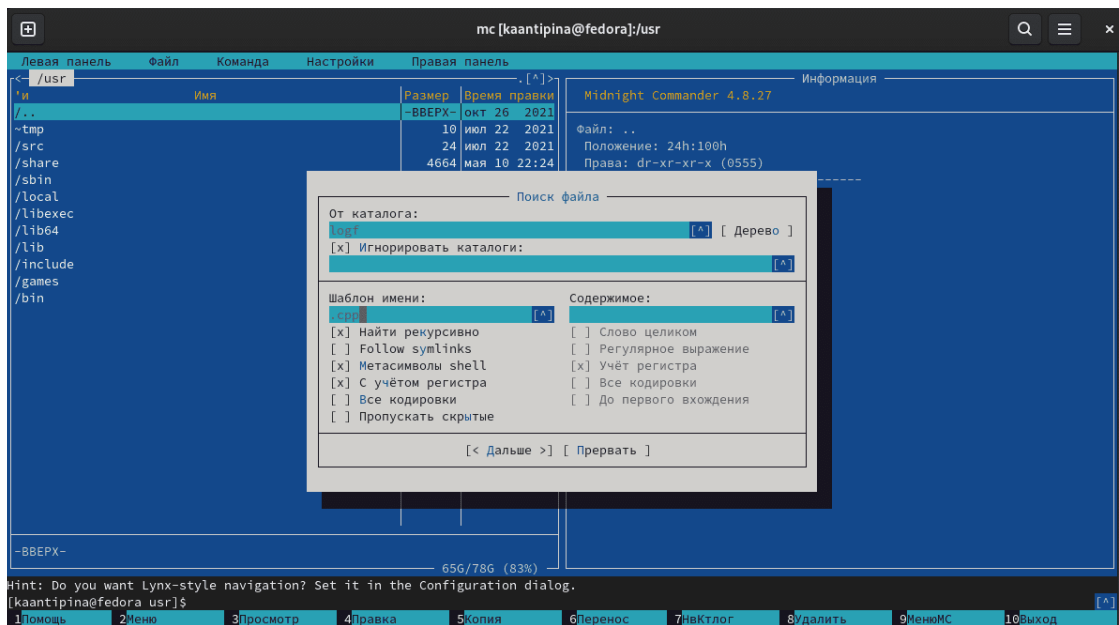 mc [kaantipina@fedora]:/usr
Левая панель Файл Команда Настройки Правая панель
<— /usr .[^]> Информация
'и Имя Размер Время правки Midnight Commander 4.8.27
/.. -ВВЕРХ- окт 26 2021
~tmp 10 июл 22 2021 Файл: ..
/src 24 июл 22 2021 Положение: 24h:100h
/share 4664 мая 10 22:24 Права: dr-xr-xr-x (0555)
/sbin
/local Поиск файла
/libexec От каталога:
/lib64 logf [^] [ Дерево ]
/lib [x] Игнорировать каталоги:
/include [^]
/games
/bin Шаблон имени: Содержимое:
.cpp [^] [^]
[x] Найти рекурсивно [ ] Слово целиком
[ ] Follow symlinks [ ] Регулярное выражение
[x] Метасимволы shell [x] Учёт регистра
[x] С учётом регистра [ ] Все кодировки
[ ] Все кодировки [ ] До первого вхождения
[ ] Пропускать скрытые
[< Дальше >] [ Прервать ]
-ВВЕРХ-
65G/78G (83%)
Hint: Do you want Lynx-style navigation? Set it in the Configuration dialog.
[kaantipina@fedora usr]$ [^]
1Помощь 2Меню 3Просмотр 4Правка 5Копия 6Перенос 7НвКтлог 8Удалить 9МенюМС 10Выход